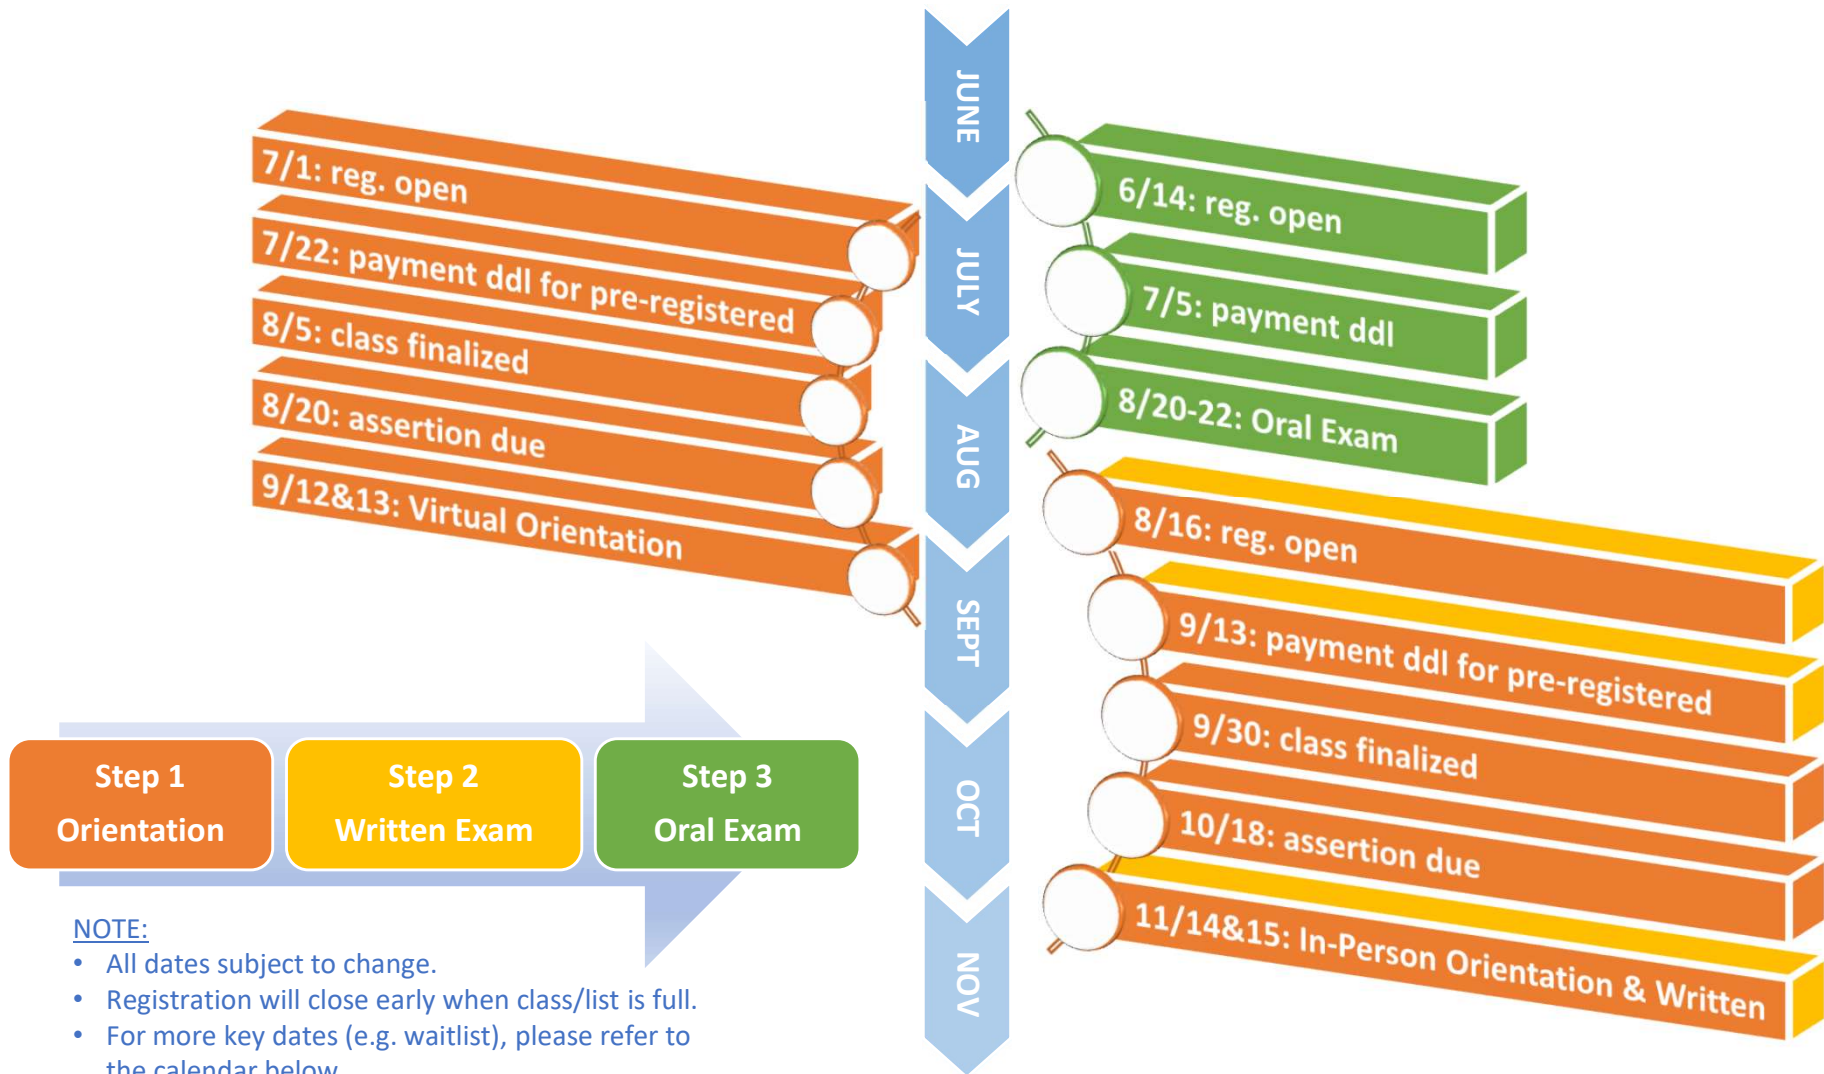 JUNE
JULY
AUG
SEPT
OCT
NOV
7/1: reg. open
7/22: payment ddl for pre-registered
8/5: class finalized
8/20: assertion due
9/12&13: Virtual Orientation
6/14: reg. open
7/5: payment ddl
8/20-22: Oral Exam
8/16: reg. open
9/13: payment ddl for pre-registered
9/30: class finalized
10/18: assertion due
11/14&15: In-Person Orientation & Written
Step 1
Orientation
Step 2
Written Exam
Step 3
Oral Exam
NOTE:
• All dates subject to change.
• Registration will close early when class/list is full.
• For more key dates (e.g. waitlist), please refer to
the calendar below